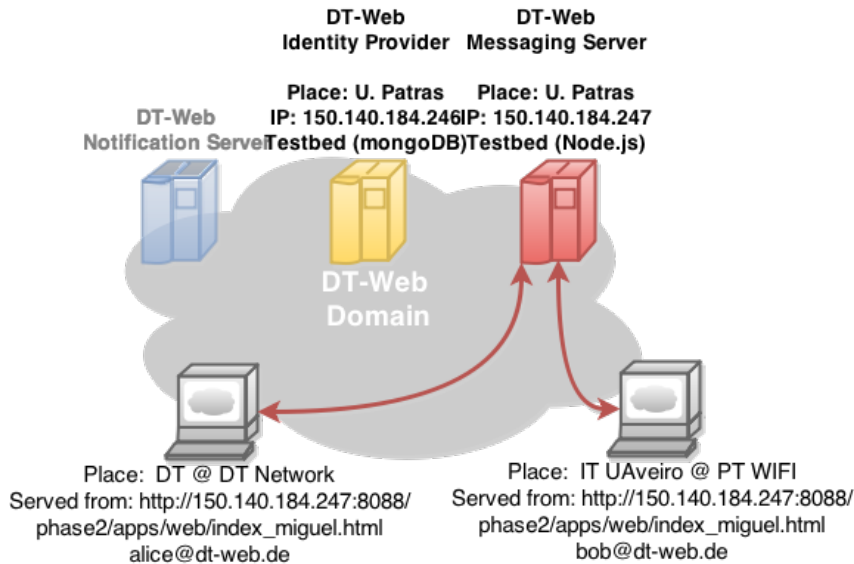 DT-Web
Identity Provider
Place: U. Patras
IP: 150.140.184.246
Testbed (mongoDB)
DT-Web
Messaging Server
Place: U. Patras
IP: 150.140.184.247
Testbed (Node.js)
DT-Web
Notification Server
DT-Web
Domain
Place: DT @ DT Network
Served from: http://150.140.184.247:8088/
phase2/apps/web/index_miguel.html
alice@dt-web.de
Place: IT UAveiro @ PT WIFI
Served from: http://150.140.184.247:8088/
phase2/apps/web/index_miguel.html
bob@dt-web.de